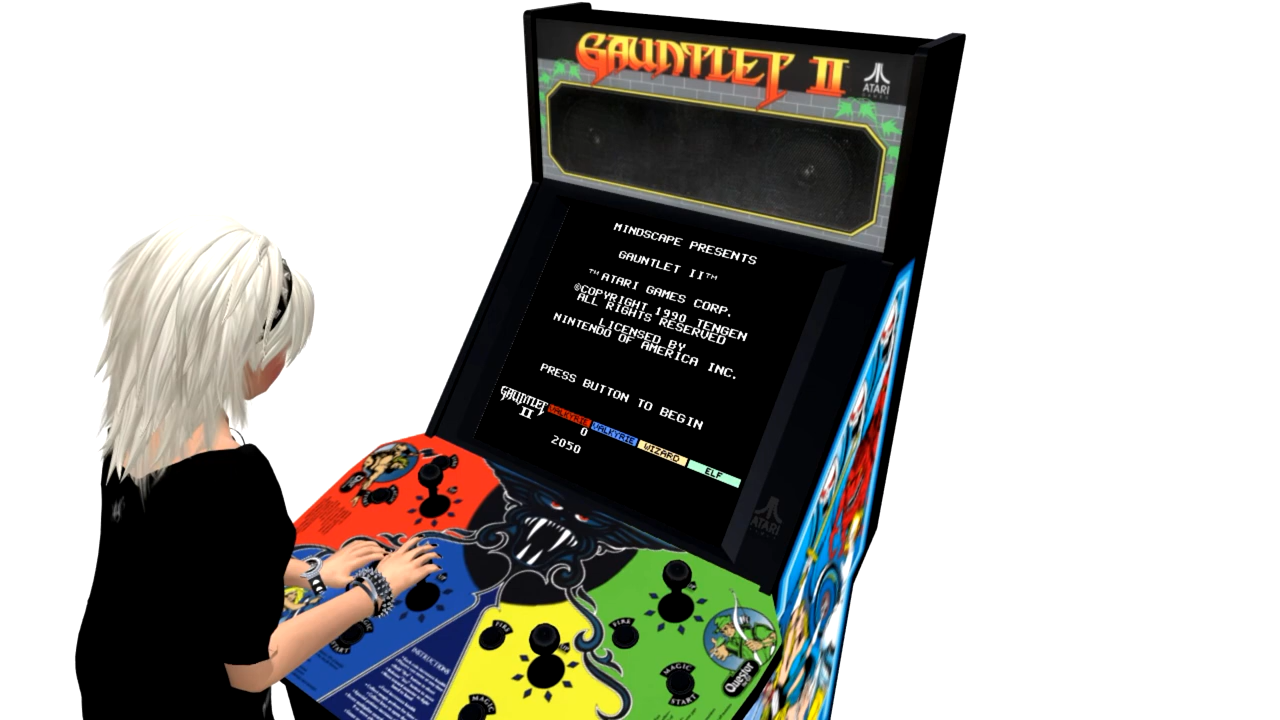 GAUNTLET II
ATARI
GAMES
MINDSCAPE PRESENTS
GAUNTLET II™
™ATARI GAMES CORP.
©COPYRIGHT 1990 TENGEN
ALL RIGHTS RESERVED
LICENSED BY
NINTENDO OF AMERICA INC.
PRESS BUTTON TO BEGIN
GAUNTLET
II
VALKYRIE VALKYRIE WIZARD ELF
0
2050
ATARI
FIRE
FIRE
MAGIC
START
Questor
MAGIC
START
INSTRUCTIONS